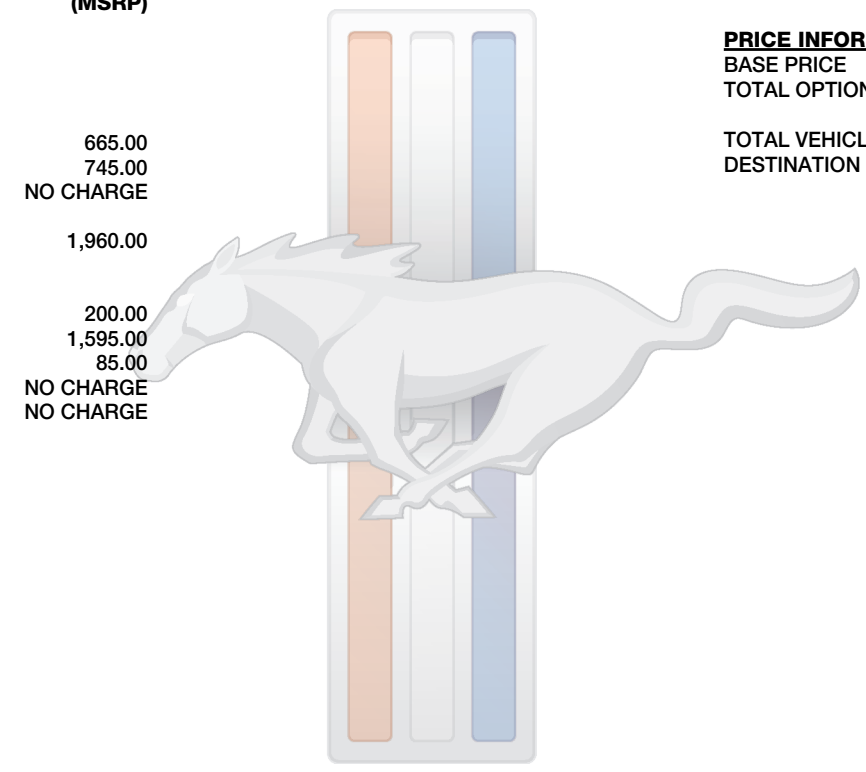 (MSRP)
665.00
745.00
NO CHARGE
1,960.00
200.00
1,595.00
85.00
NO CHARGE
NO CHARGE
PRICE INFOR
BASE PRICE
TOTAL OPTION
TOTAL VEHICL
DESTINATION